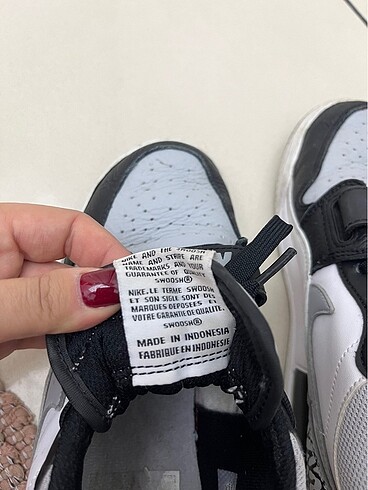 NIKE AND THE SWOOSH
NAME AND STRIPE ARE
TRADEMARKS AND YOUR
GUARANTEE OF QUALITY
SWOOSH®
NIKE.LE TERME SWOOSH
ET SON SIGLE SONT DES
MARQUES DEPOSEES ET
VOTRE GARANTIE DE QUALITE.
SWOOSH®
MADE IN INDONESIA
FABRIQUE EN INDONESIE